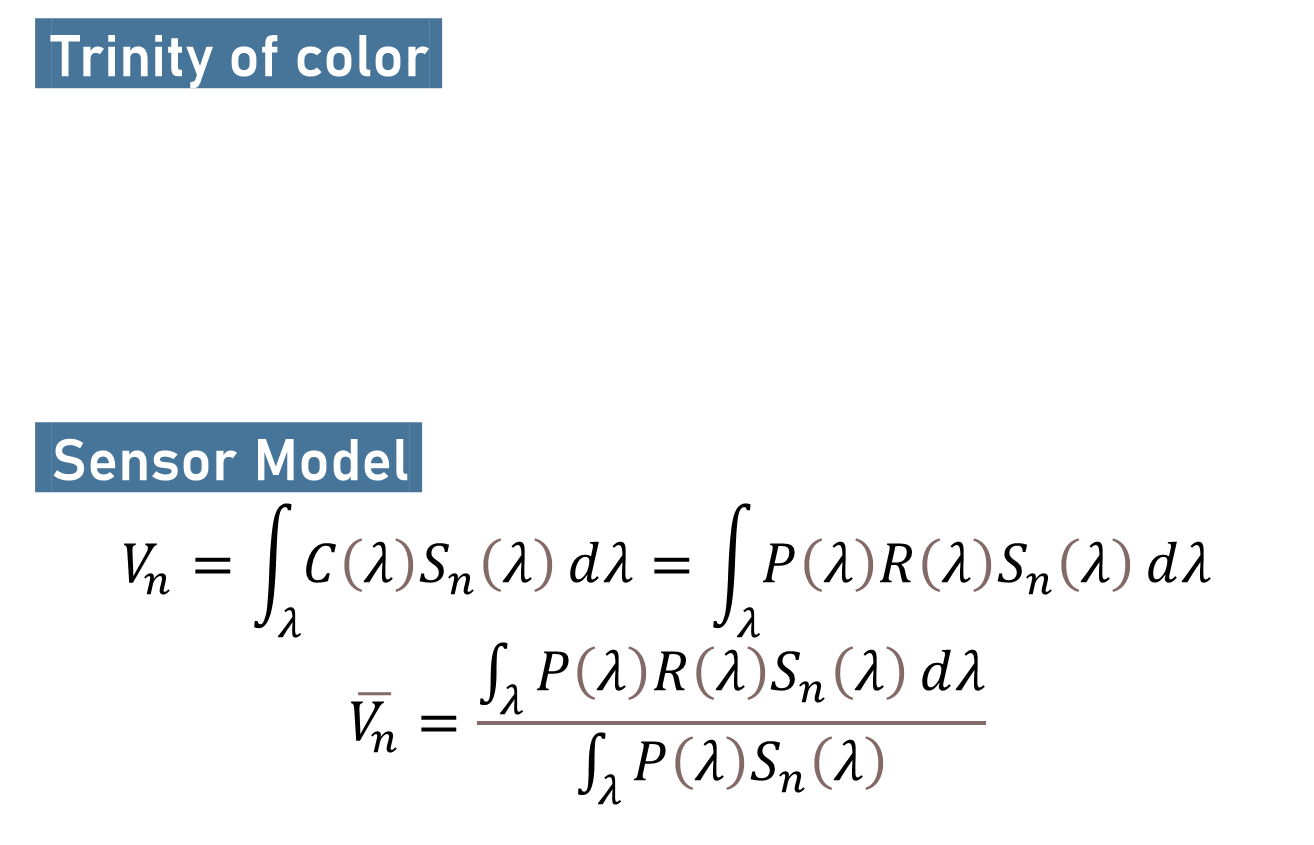 Trinity of color
Sensor Model
Vₙ = ∫_λ C(λ)Sₙ(λ) dλ = ∫_λ P(λ)R(λ)Sₙ(λ) dλ
V̅ₙ = ∫_λ P(λ)R(λ)Sₙ(λ) dλ / ∫_λ P(λ)Sₙ(λ)